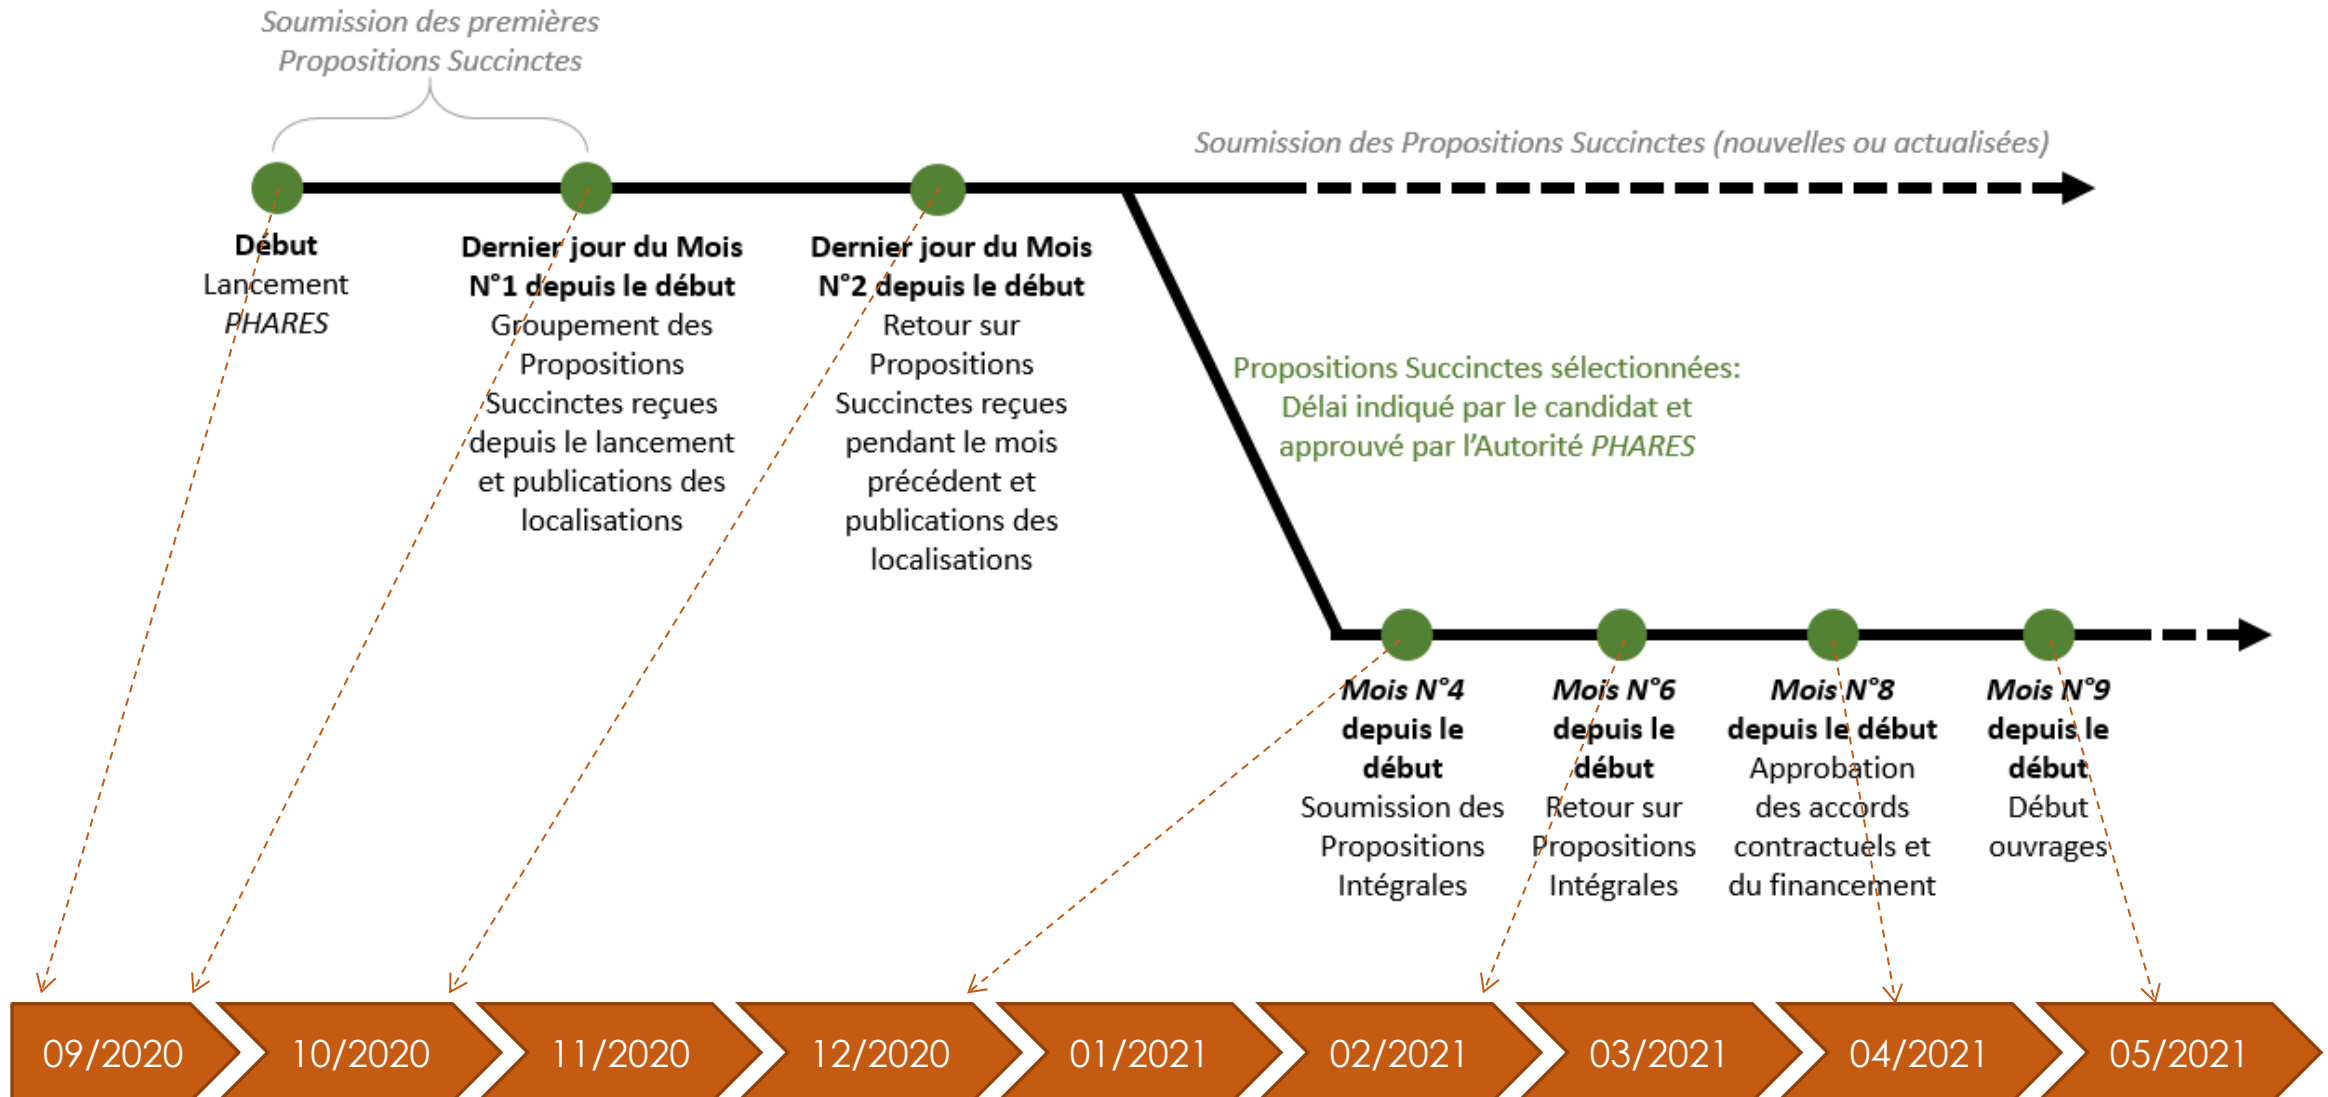 Soumission des premières
Propositions Succinctes
Soumission des Propositions Succinctes (nouvelles ou actualisées)
Début
Lancement
PHARES
Dernier jour du Mois
N°1 depuis le début
Groupement des
Propositions
Succinctes reçues
depuis le lancement
et publications des
localisations
Dernier jour du Mois
N°2 depuis le début
Retour sur
Propositions
Succinctes reçues
pendant le mois
précédent et
publications des
localisations
Propositions Succinctes sélectionnées:
Délai indiqué par le candidat et
approuvé par l’Autorité PHARES
Mois N°4
depuis le
début
Soumission des
Propositions
Intégrales
Mois N°6
depuis le
début
Retour sur
Propositions
Intégrales
Mois N°8
depuis le début
Approbation
des accords
contractuels et
du financement
Mois N°9
depuis le
début
Début
ouvrages
09/2020
10/2020
11/2020
12/2020
01/2021
02/2021
03/2021
04/2021
05/2021